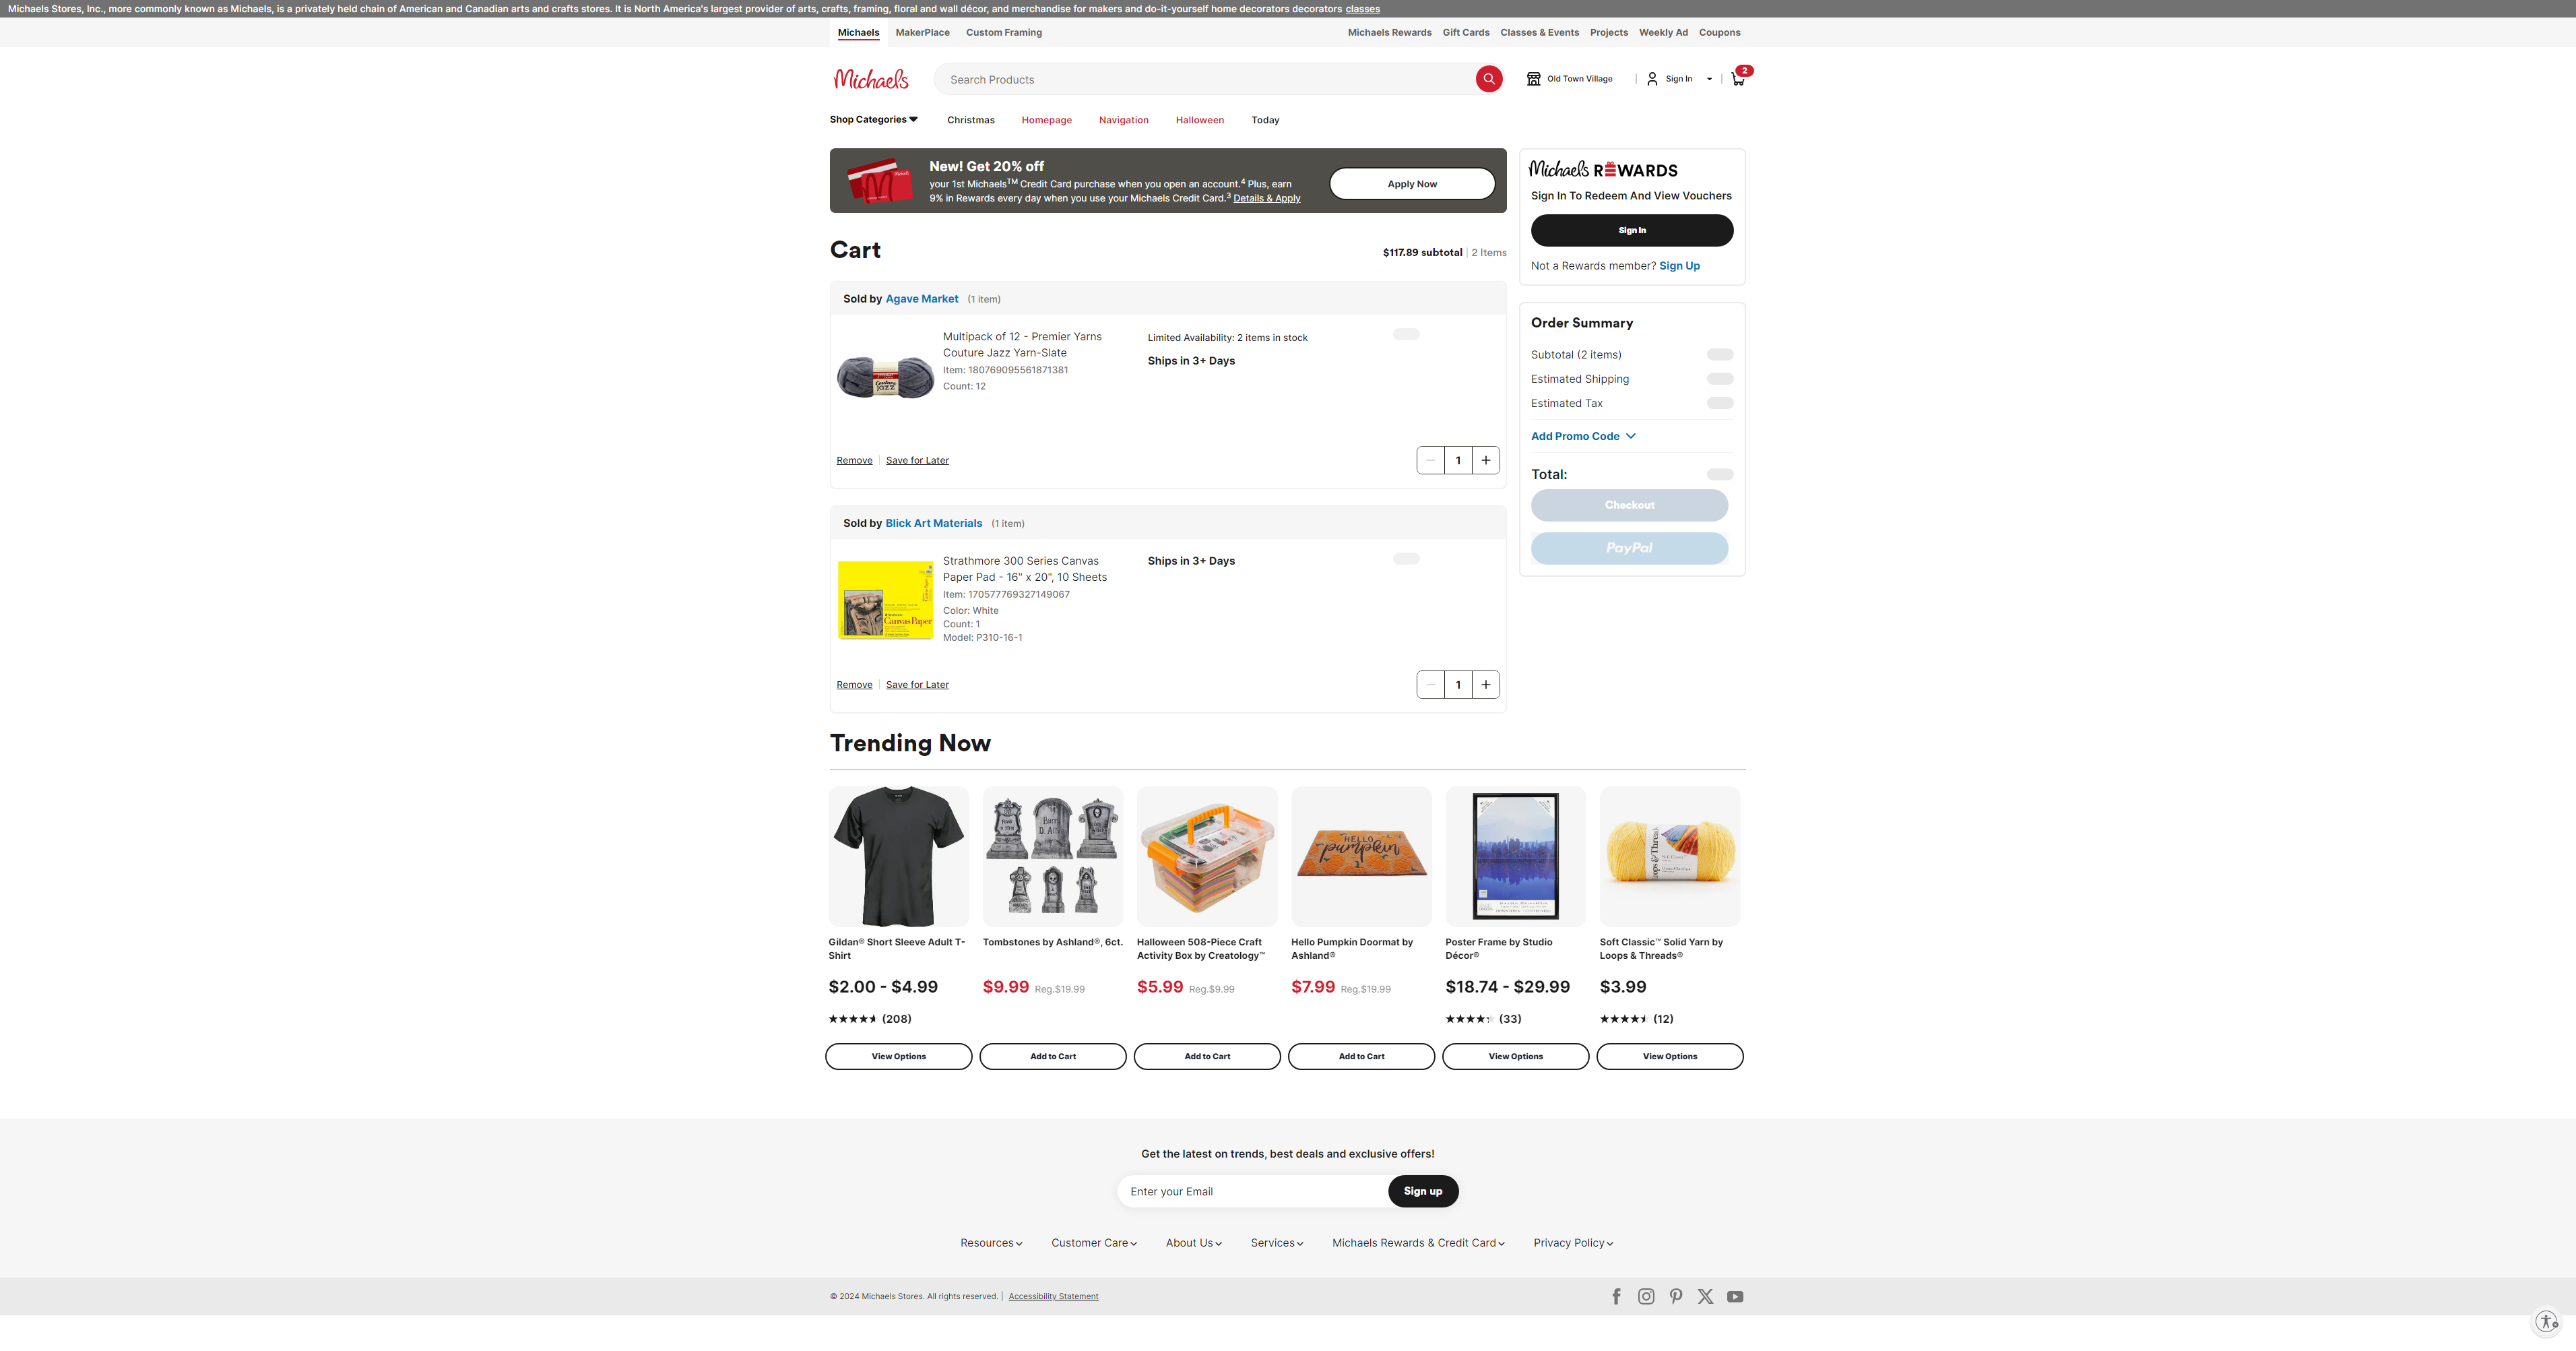 Michaels Stores, Inc., more commonly known as Michaels, is a privately held chain of American and Canadian arts and crafts stores. It is North America's largest provider of arts, crafts, framing, floral and wall décor, and merchandise for makers and do-it-yourself home decorators decorators classes
Michaels MakerPlace Custom Framing Michaels Rewards Gift Cards Classes & Events Projects Weekly Ad Coupons
Michaels Search Products Old Town Village | Sign In | 2
Shop Categories Christmas Homepage Navigation Halloween Today
New! Get 20% off
your 1st Michaels™ Credit Card purchase when you open an account.⁴ Plus, earn
9% in Rewards every day when you use your Michaels Credit Card.³ Details & Apply
Apply Now
Michaels REWARDS
Sign In To Redeem And View Vouchers
Sign In
Not a Rewards member? Sign Up
Cart
$117.89 subtotal | 2 Items
Sold by Agave Market (1 item)
Multipack of 12 - Premier Yarns
Couture Jazz Yarn-Slate
Item: 180769095561871381
Count: 12
Limited Availability: 2 items in stock
Ships in 3+ Days
Remove | Save for Later
1
Order Summary
Subtotal (2 items)
Estimated Shipping
Estimated Tax
Add Promo Code
Total:
Checkout
PayPal
Sold by Blick Art Materials (1 item)
Canvas Paper
Strathmore 300 Series Canvas
Paper Pad - 16" x 20", 10 Sheets
Item: 170577769327149067
Color: White
Count: 1
Model: P310-16-1
Ships in 3+ Days
Remove | Save for Later
1
Trending Now
HELLO
pumpkin
Gildan® Short Sleeve Adult T-
Shirt
$2.00 - $4.99
(208)
View Options
Tombstones by Ashland®, 6ct.
$9.99 Reg.$19.99
Add to Cart
Halloween 508-Piece Craft
Activity Box by Creatology™
$5.99 Reg.$9.99
Add to Cart
Hello Pumpkin Doormat by
Ashland®
$7.99 Reg.$19.99
Add to Cart
Poster Frame by Studio
Décor®
$18.74 - $29.99
(33)
View Options
Soft Classic™ Solid Yarn by
Loops & Threads®
$3.99
(12)
View Options
Get the latest on trends, best deals and exclusive offers!
Enter your Email
Sign up
Resources Customer Care About Us Services Michaels Rewards & Credit Card Privacy Policy
© 2024 Michaels Stores. All rights reserved. | Accessibility Statement